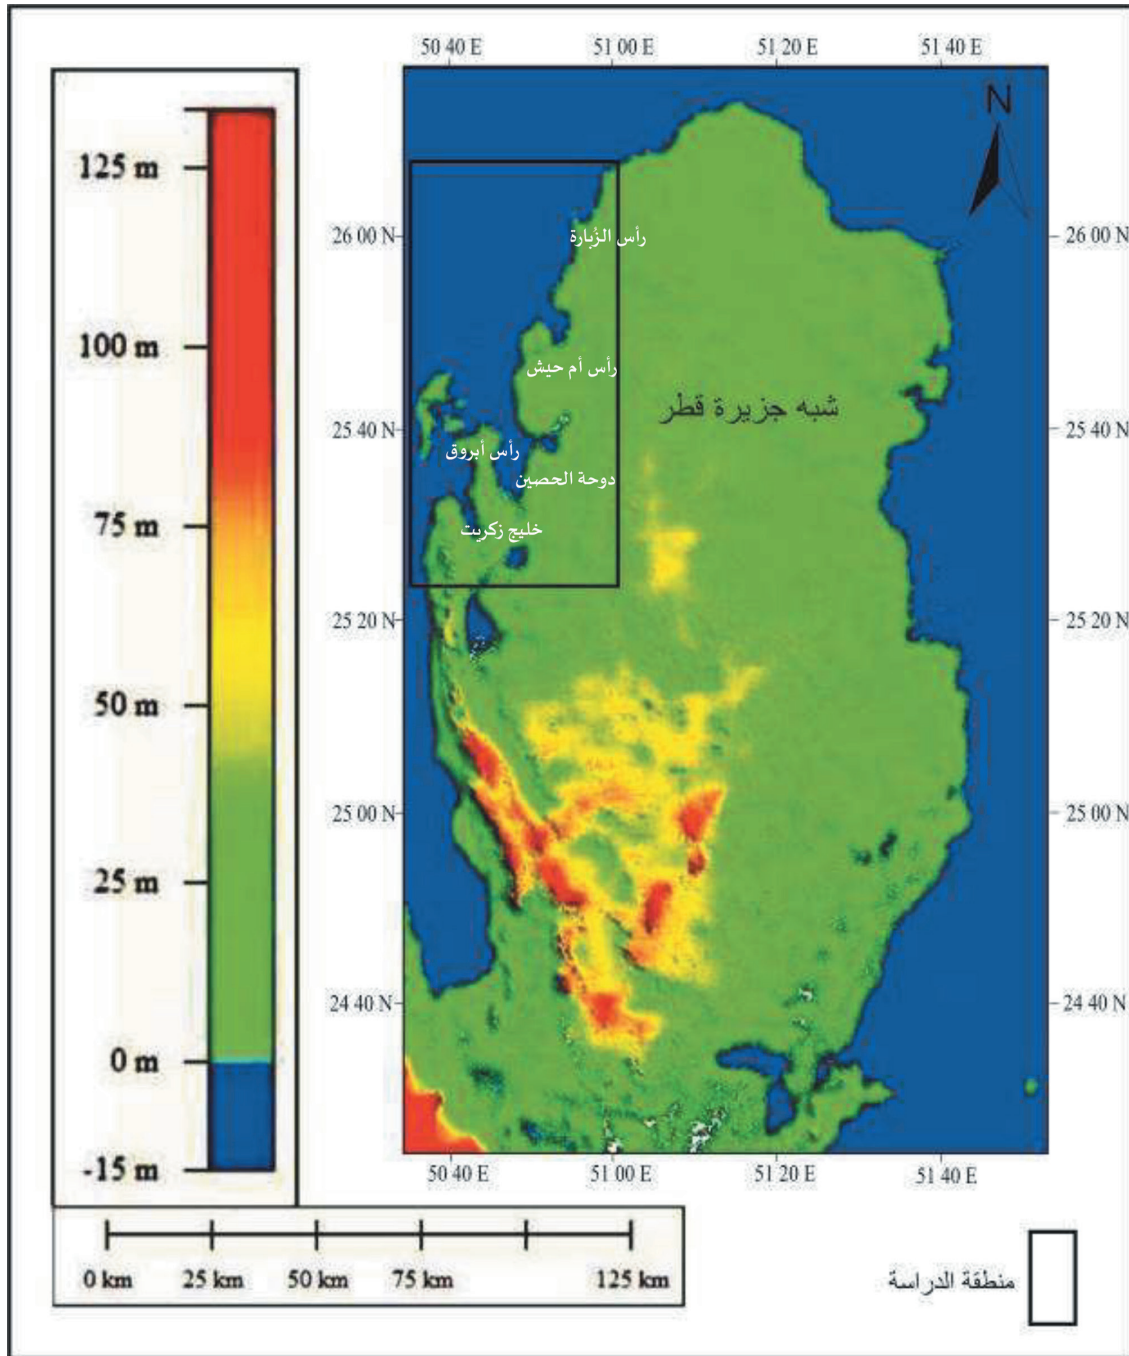 50 40 E
51 00 E
51 20 E
51 40 E
N
125 m
100 m
75 m
50 m
25 m
0 m
-15 m
26 00 N
25 40 N
25 20 N
25 00 N
24 40 N
رأس الزُبارة
رأس أم حيش
شبه جزيرة قطر
رأس أبروق
دوحة الحصين
خليج زكريت
26 00 N
25 40 N
25 20 N
25 00 N
24 40 N
50 40 E
51 00 E
51 20 E
51 40 E
0 km
25 km
50 km
75 km
125 km
منطقة الدراسة